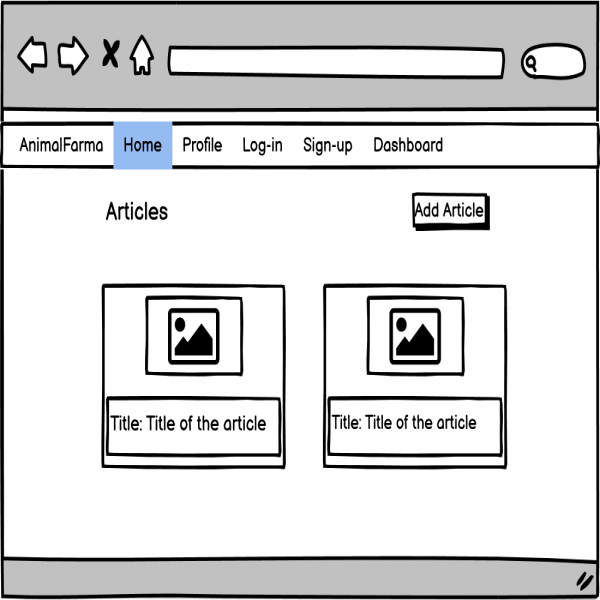 AnimalFarma Home Profile Log-in Sign-up Dashboard
Articles Add Article
Title: Title of the article Title: Title of the article